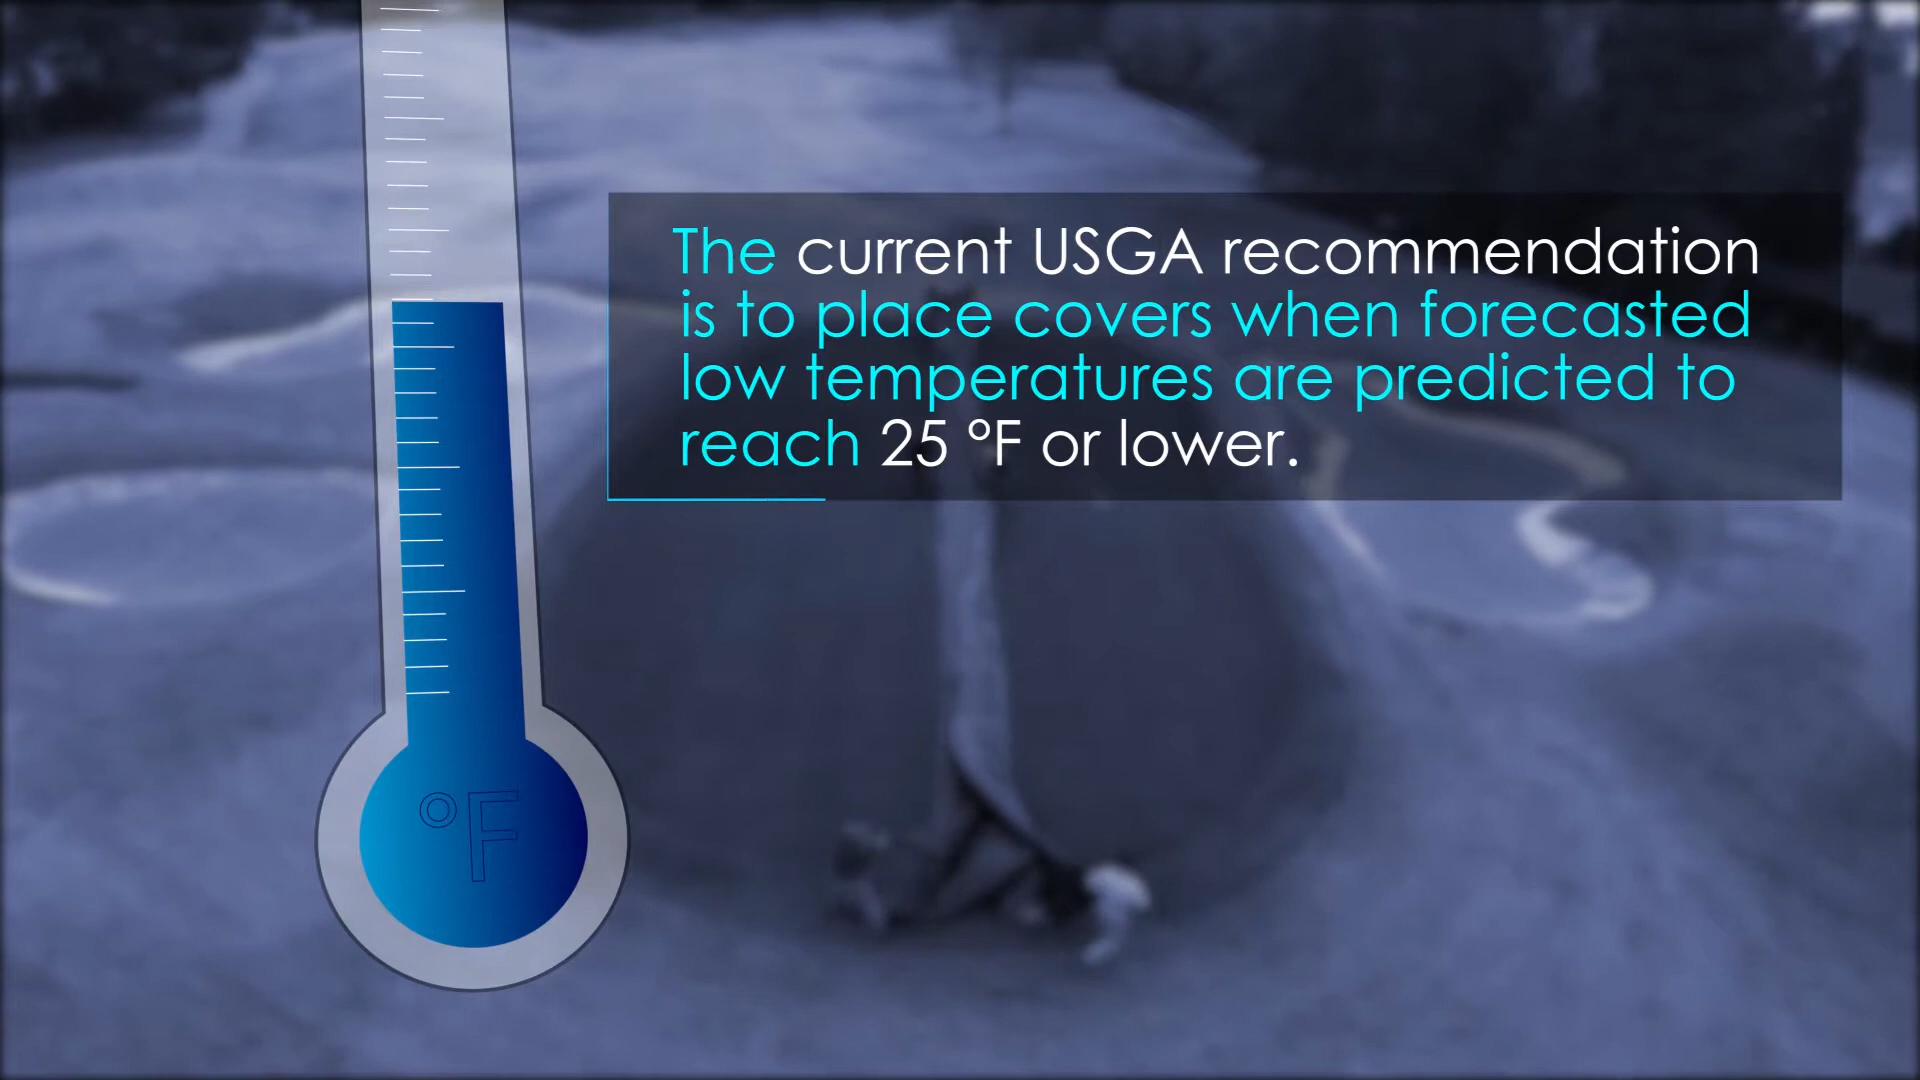 The current USGA recommendation
is to place covers when forecasted
low temperatures are predicted to
reach 25 °F or lower.
°F